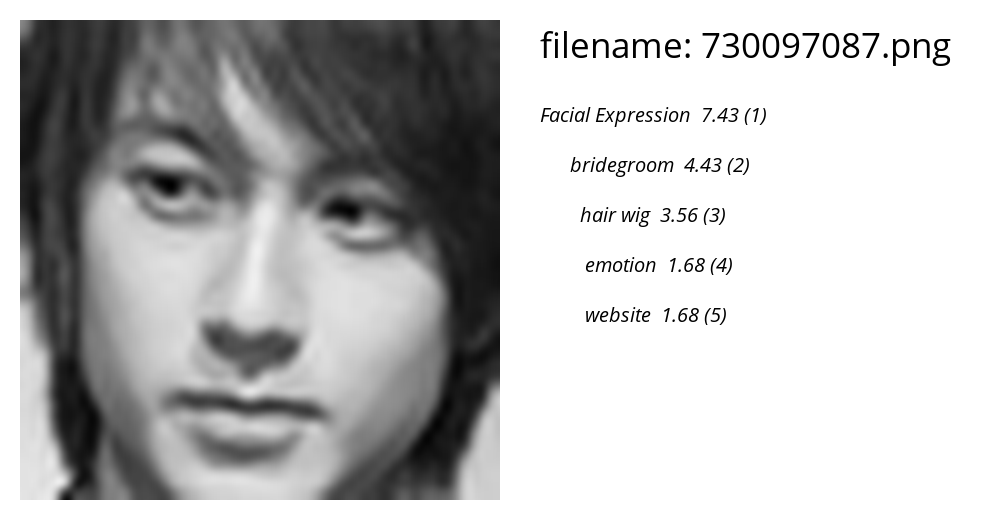 filename: 730097087.png
Facial Expression 7.43 (1)
bridegroom 4.43 (2)
hair wig 3.56 (3)
emotion 1.68 (4)
website 1.68 (5)